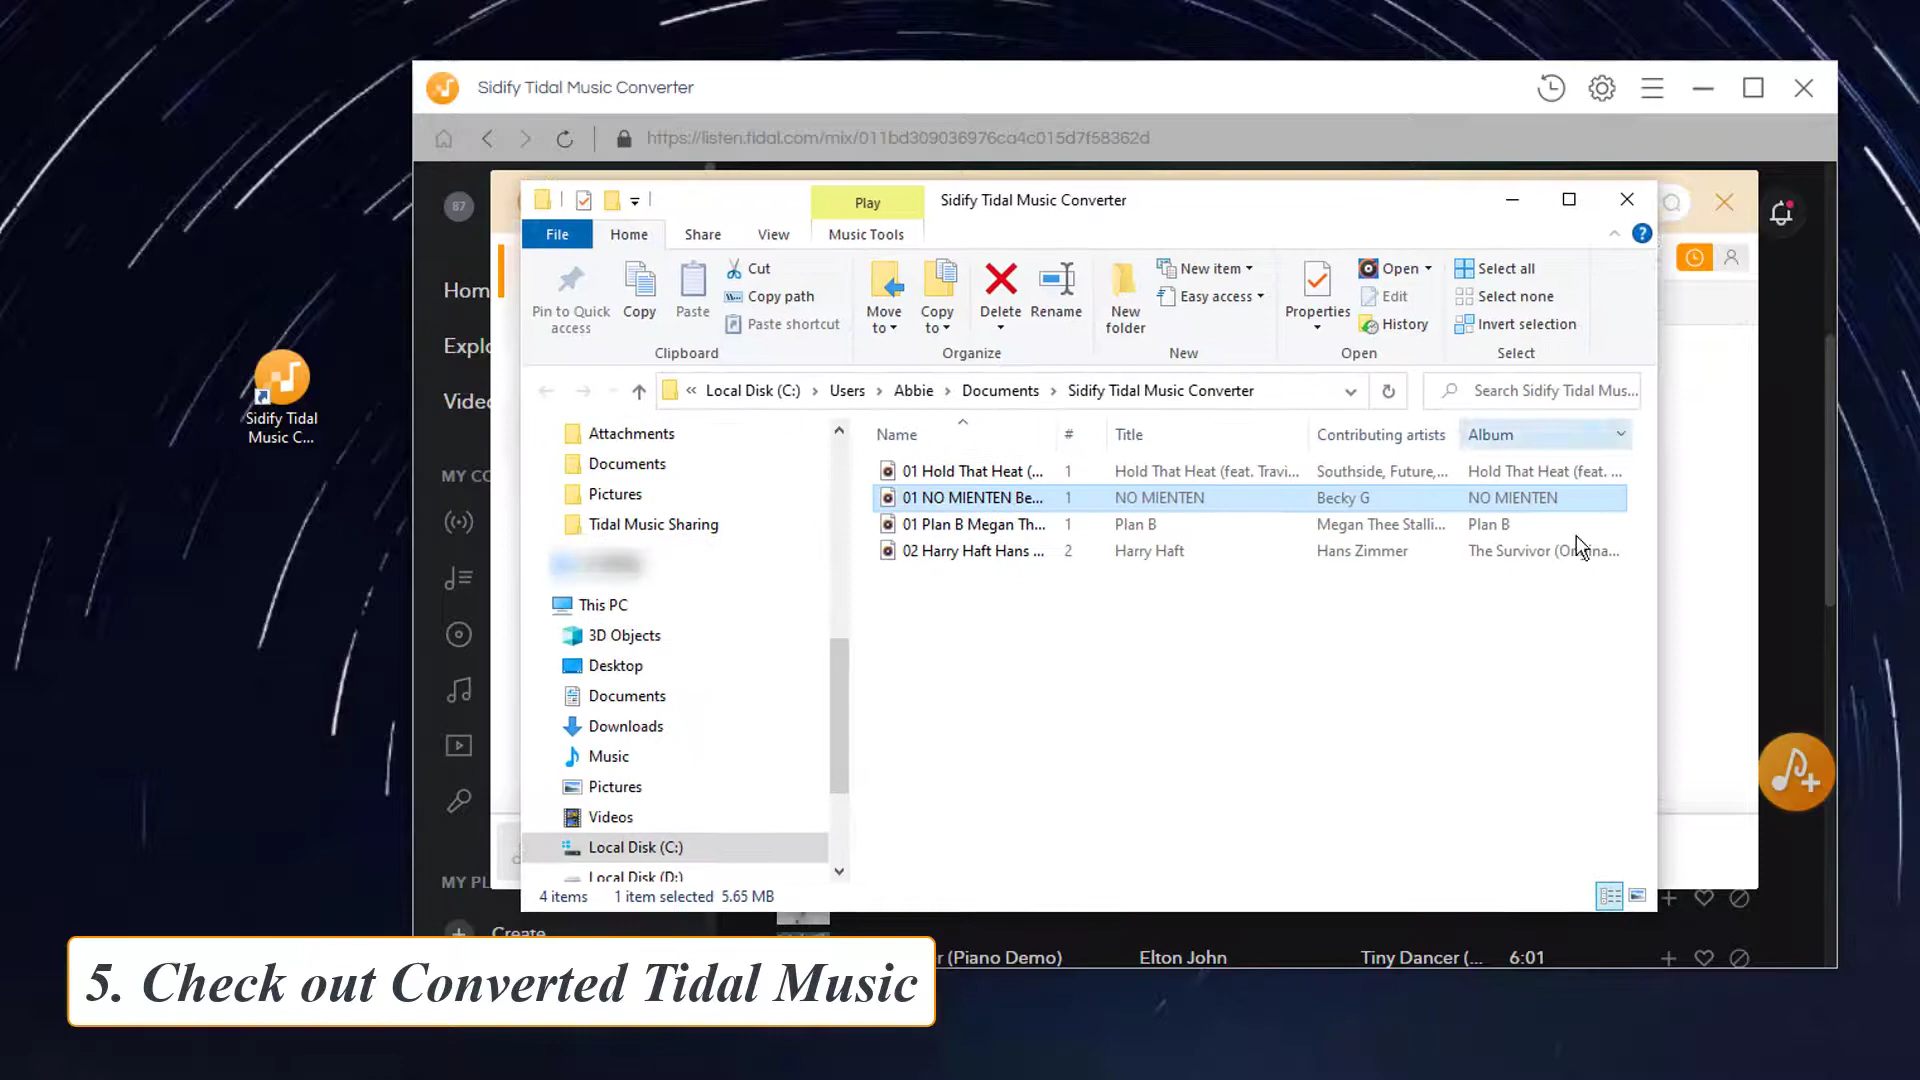 Sidify Tidal Music Converter
https://listen.tidal.com/mix/011bd309036976ca4c015d7f58362d
87
Play
Sidify Tidal Music Converter
File Home Share View Music Tools
?
Pin to Quick access
Copy
Paste
Cut
Copy path
Paste shortcut
Clipboard
Move to
Copy to
Delete
Rename
Organize
New folder
New item
Easy access
New
Properties
Open
Edit
History
Open
Select all
Select none
Invert selection
Select
« Local Disk (C:) › Users › Abbie › Documents › Sidify Tidal Music Converter
Search Sidify Tidal Mus...
Hom
Explo
Videc
MY CO
MY PL
Create
Sidify Tidal
Music C...
Attachments
Documents
Pictures
Tidal Music Sharing
This PC
3D Objects
Desktop
Documents
Downloads
Music
Pictures
Videos
Local Disk (C:)
Local Disk (D:)
Name # Title Contributing artists Album
01 Hold That Heat (... 1 Hold That Heat (feat. Travi... Southside, Future,... Hold That Heat (feat. ...
01 NO MIENTEN Be... 1 NO MIENTEN Becky G NO MIENTEN
01 Plan B Megan Th... 1 Plan B Megan Thee Stalli... Plan B
02 Harry Haft Hans ... 2 Harry Haft Hans Zimmer The Survivor (Origina...
4 items 1 item selected 5.65 MB
r (Piano Demo) Elton John Tiny Dancer (... 6:01
5. Check out Converted Tidal Music